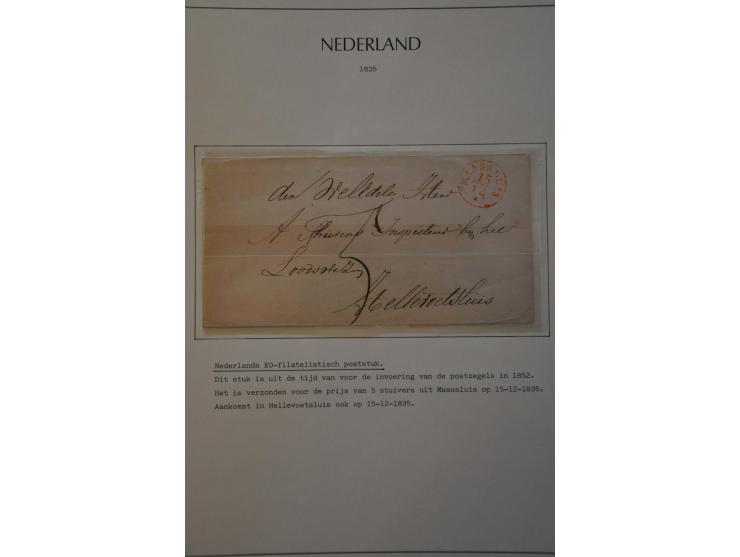 NEDERLAND
1835
den WelEdele Heer
A Inspecteur by het
Loodswezen
Hellevoetsluis
Nederlands EO-filatelistisch poststuk.
Dit stuk is uit de tijd van voor de invoering van de postzegels in 1852.
Het is verzonden voor de prijs van 5 stuivers uit Maassluis op 15-12-1835.
Aankomst in Hellevoetsluis ook op 15-12-1835.